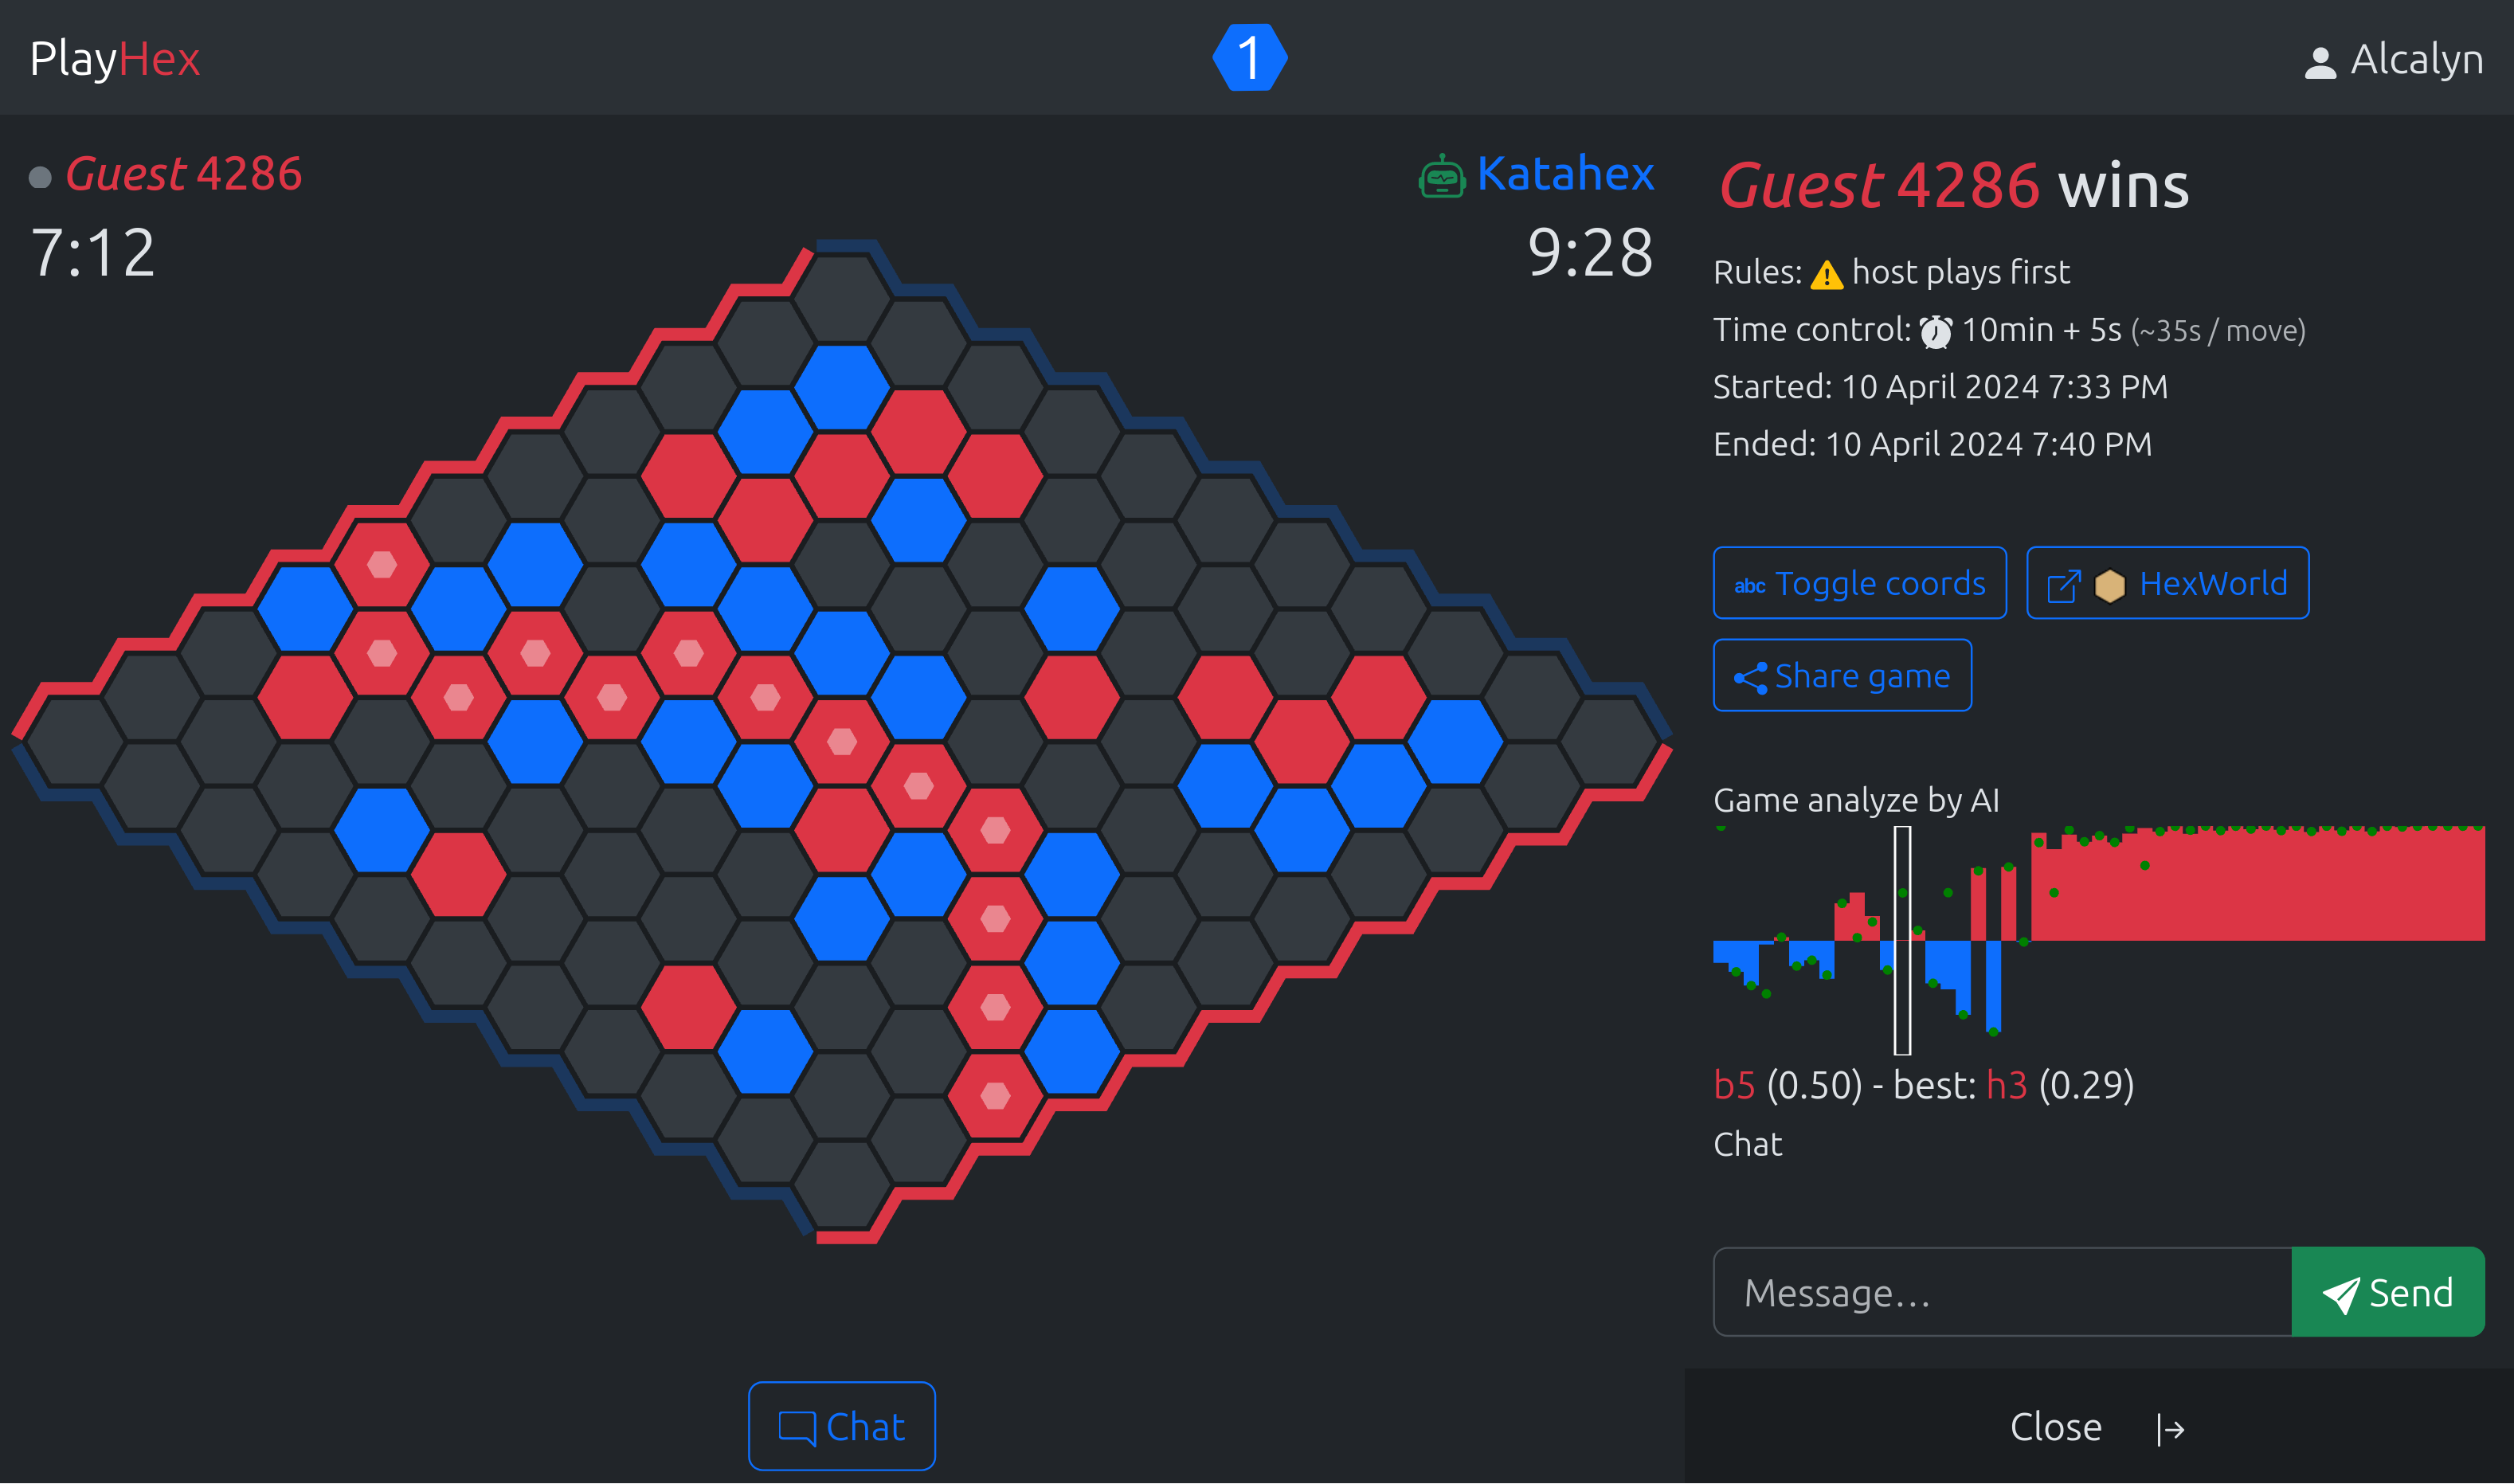 PlayHex
1
Alcalyn
Guest 4286
7:12
Katahex
9:28
Guest 4286 wins
Rules: host plays first
Time control: 10min + 5s (~35s / move)
Started: 10 April 2024 7:33 PM
Ended: 10 April 2024 7:40 PM
abc Toggle coords
HexWorld
Share game
Game analyze by AI
b5 (0.50) - best: h3 (0.29)
Chat
Message…
Send
Chat
Close